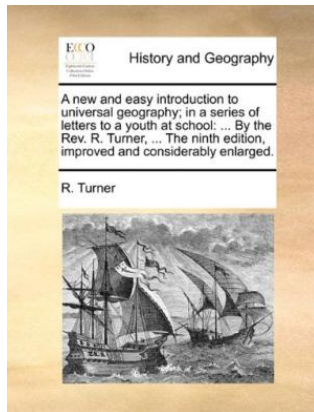 ECCO
History and Geography
A new and easy introduction to
universal geography; in a series of
letters to a youth at school: ... By the
Rev. R. Turner, ... The ninth edition,
improved and considerably enlarged.
R. Turner